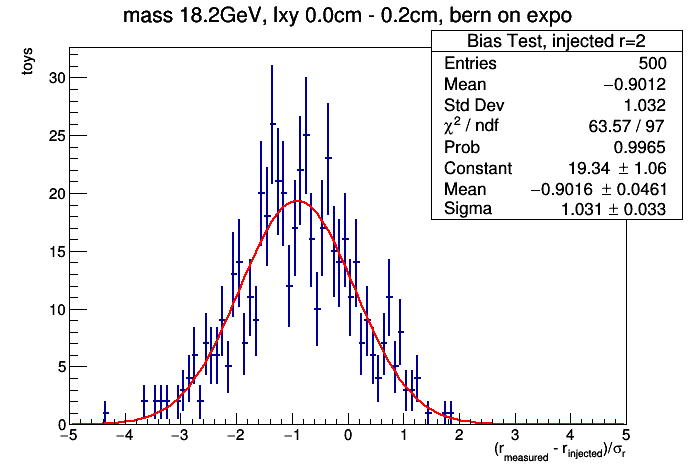 mass 18.2GeV, lxy 0.0cm - 0.2cm, bern on expo
Bias Test, injected r=2
Entries 500
Mean −0.9012
Std Dev 1.032
χ² / ndf 63.57 / 97
Prob 0.9965
Constant 19.34 ± 1.06
Mean −0.9016 ± 0.0461
Sigma 1.031 ± 0.033
toys
30
25
20
15
10
5
0
−5 −4 −3 −2 −1 0 1 2 3 4 5
(r_measured - r_injected)/σ_r